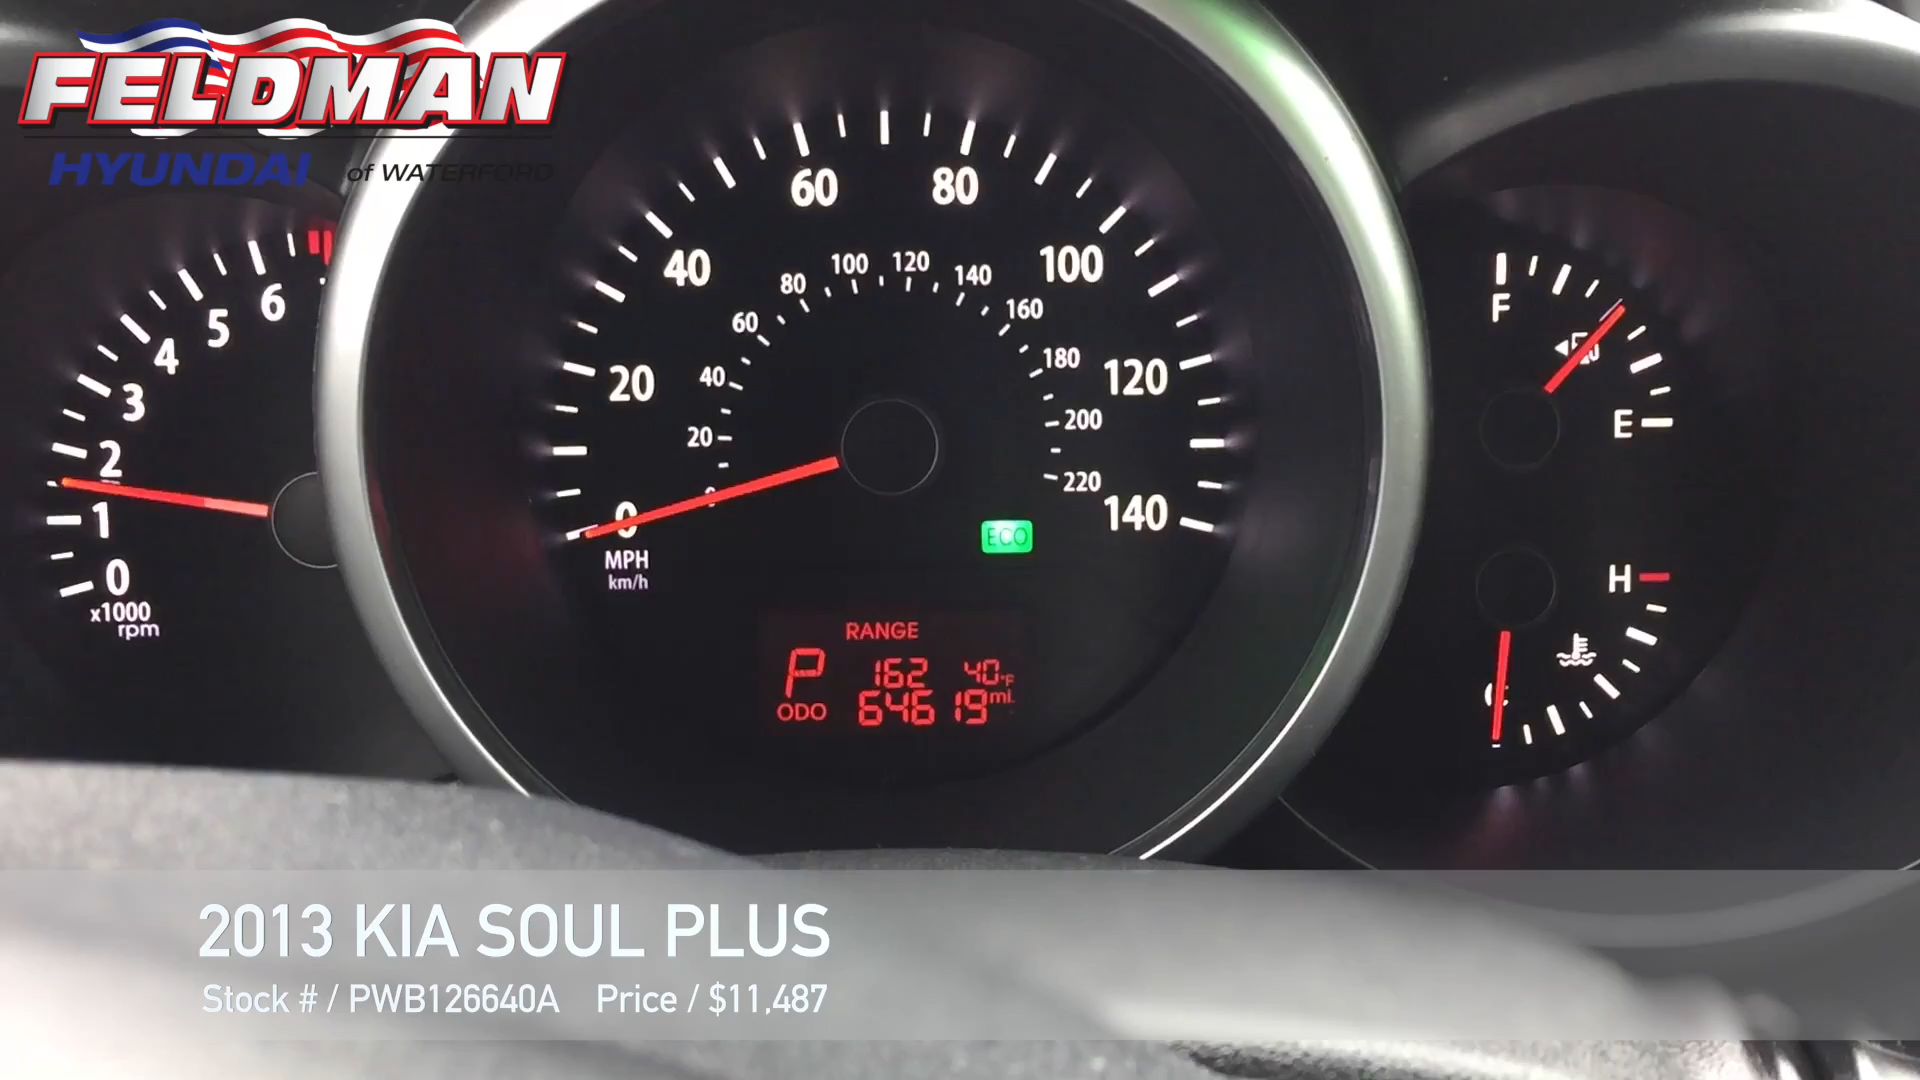 FELDMAN
HYUNDAI of WATERFORD
0 1 2 3 4 5 6
x1000
rpm
0 20 40 60 80 100 120 140
MPH
km/h
20 40 60 80 100 120 140 160 180 200 220
ECO
RANGE
P 162 40°F
ODO 64619 mi.
F
E
H
C
2013 KIA SOUL PLUS
Stock # / PWB126640A Price / $11,487